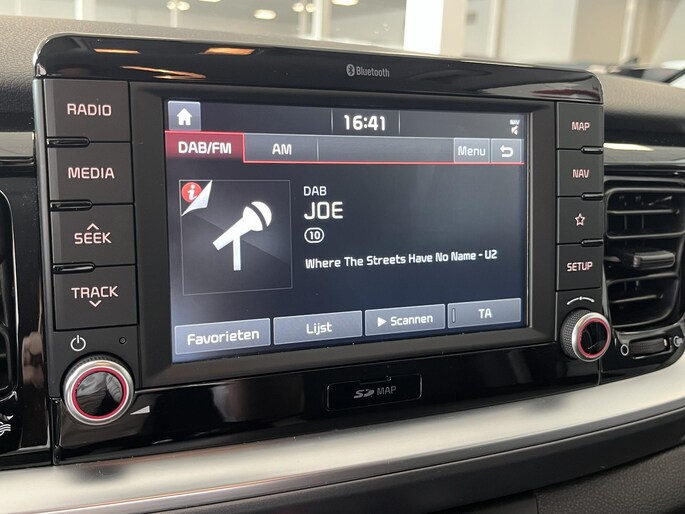 Bluetooth
RADIO
MEDIA
SEEK
TRACK
16:41
NAV
DAB/FM
AM
Menu
i
DAB
JOE
10
Where The Streets Have No Name - U2
Favorieten
Lijst
Scannen
TA
MAP
NAV
SETUP
SD MAP